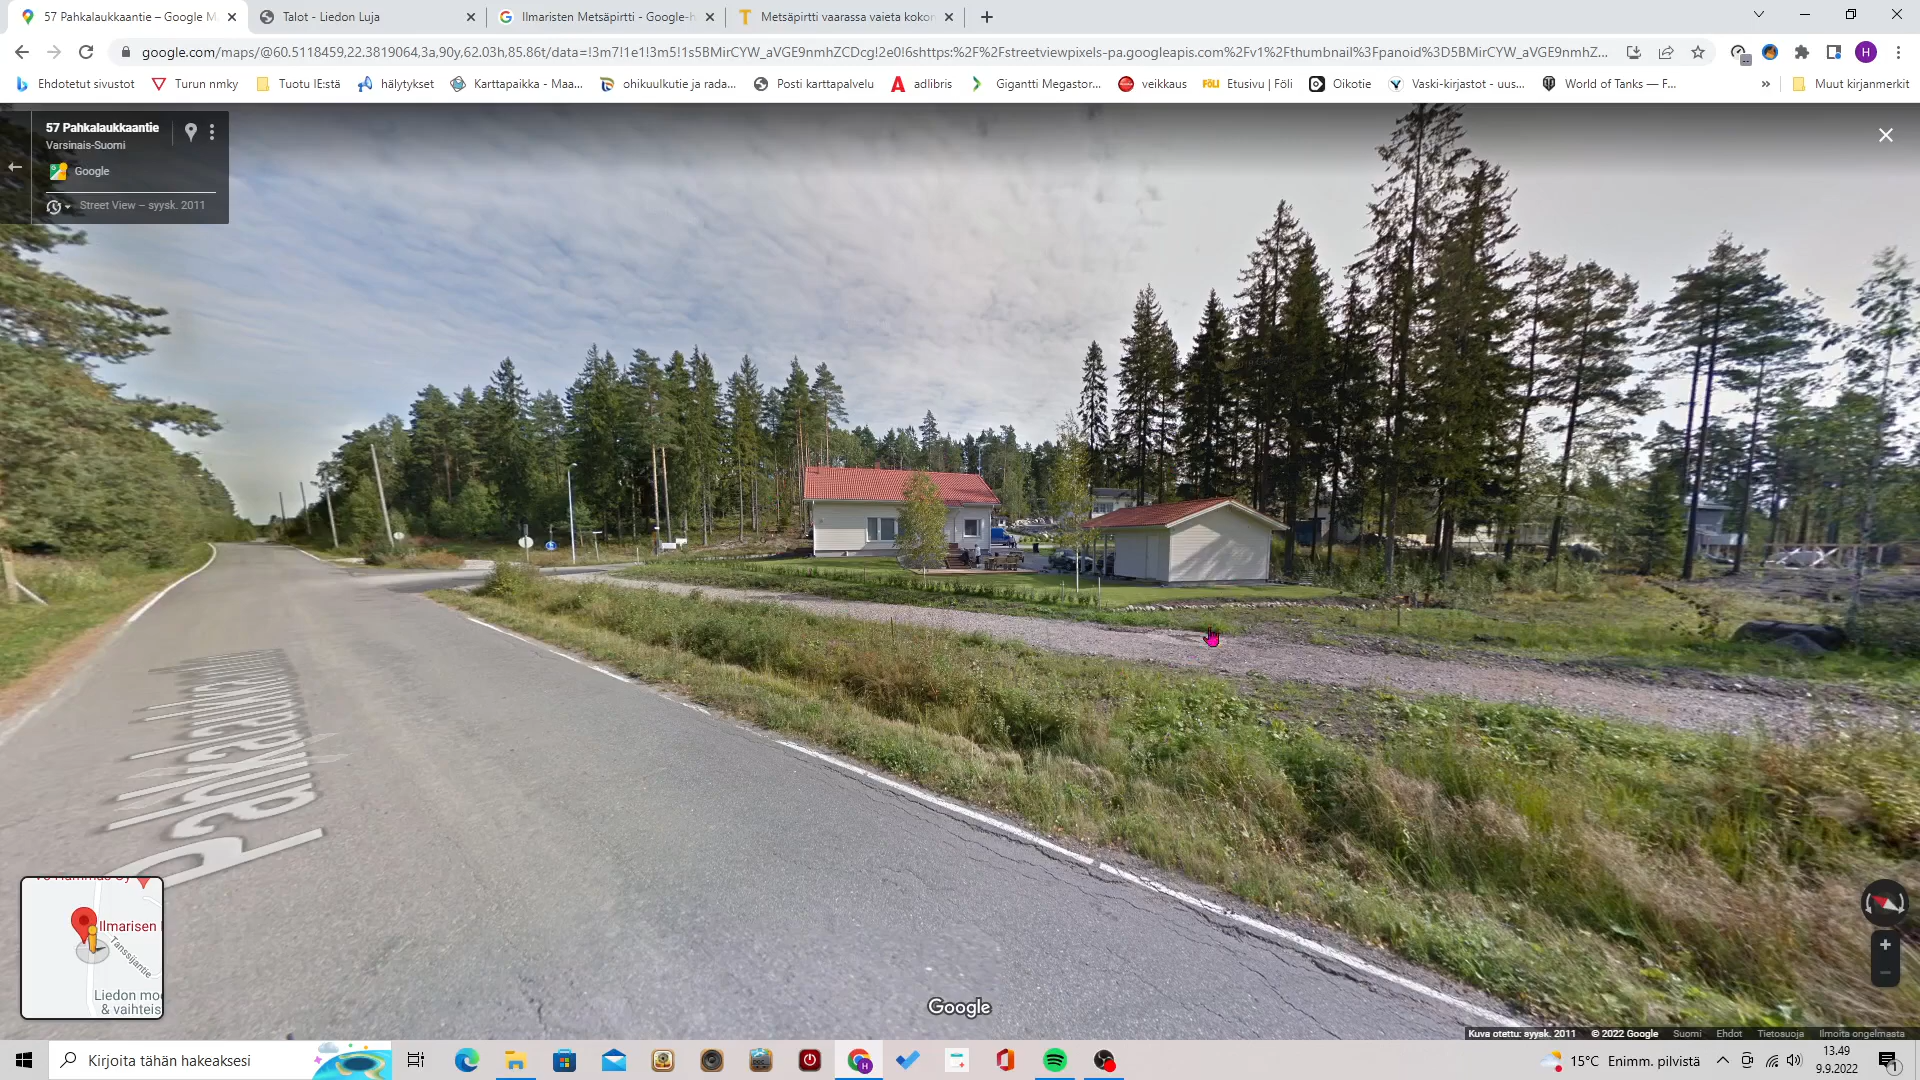 57 Pahkalaukkaantie – Google M
Talot - Liedon Luja
Ilmaristen Metsäpirtti - Google-h
Metsäpirtti vaarassa vaieta kokon
google.com/maps/@60.5118459,22.3819064,3a,90y,62.03h,85.86t/data=!3m7!1e1!3m5!1s5BMirCYW_aVGE9nmhZCDcg!2e0!6shttps:%2F%2Fstreetviewpixels-pa.googleapis.com%2Fv1%2Fthumbnail%3Fpanoid%3D5BMirCYW_aVGE9nmhZ...
H
Ehdotetut sivustot
Turun nmky
Tuotu IE:stä
hälytykset
Karttapaikka - Maa...
ohikuulkutie ja rada...
Posti karttapalvelu
adlibris
Gigantti Megastor...
veikkaus
FÖLI Etusivu | Föli
Oikotie
Vaski-kirjastot - uus...
World of Tanks — F...
»
Muut kirjanmerkit
57 Pahkalaukkaantie
Varsinais-Suomi
Google
Street View – syysk. 2011
Ilmarisen
Tanssijantie
Liedon moo
& vaihteis
Google
Kuva otettu: syysk. 2011 © 2022 Google Suomi Ehdot Tietosuoja Ilmoita ongelmasta
Kirjoita tähän hakeaksesi
15°C Enimm. pilvistä
13.49
9.9.2022
1